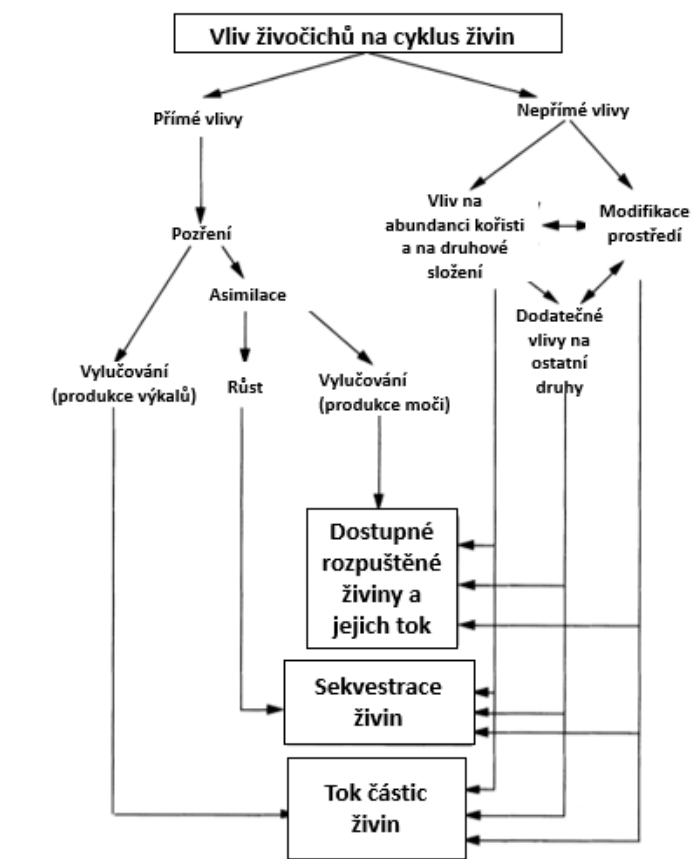 Vliv živočichů na cyklus živin
Přímé vlivy
Nepřímé vlivy
Pozření
Asimilace
Vylučování
(produkce výkalů)
Růst
Vylučování
(produkce moči)
Vliv na
abundanci kořisti
a na druhové
složení
Modifikace
prostředí
Dodatečné
vlivy na
ostatní
druhy
Dostupné
rozpuštěné
živiny a
jejich tok
Sekvestrace
živin
Tok částic
živin